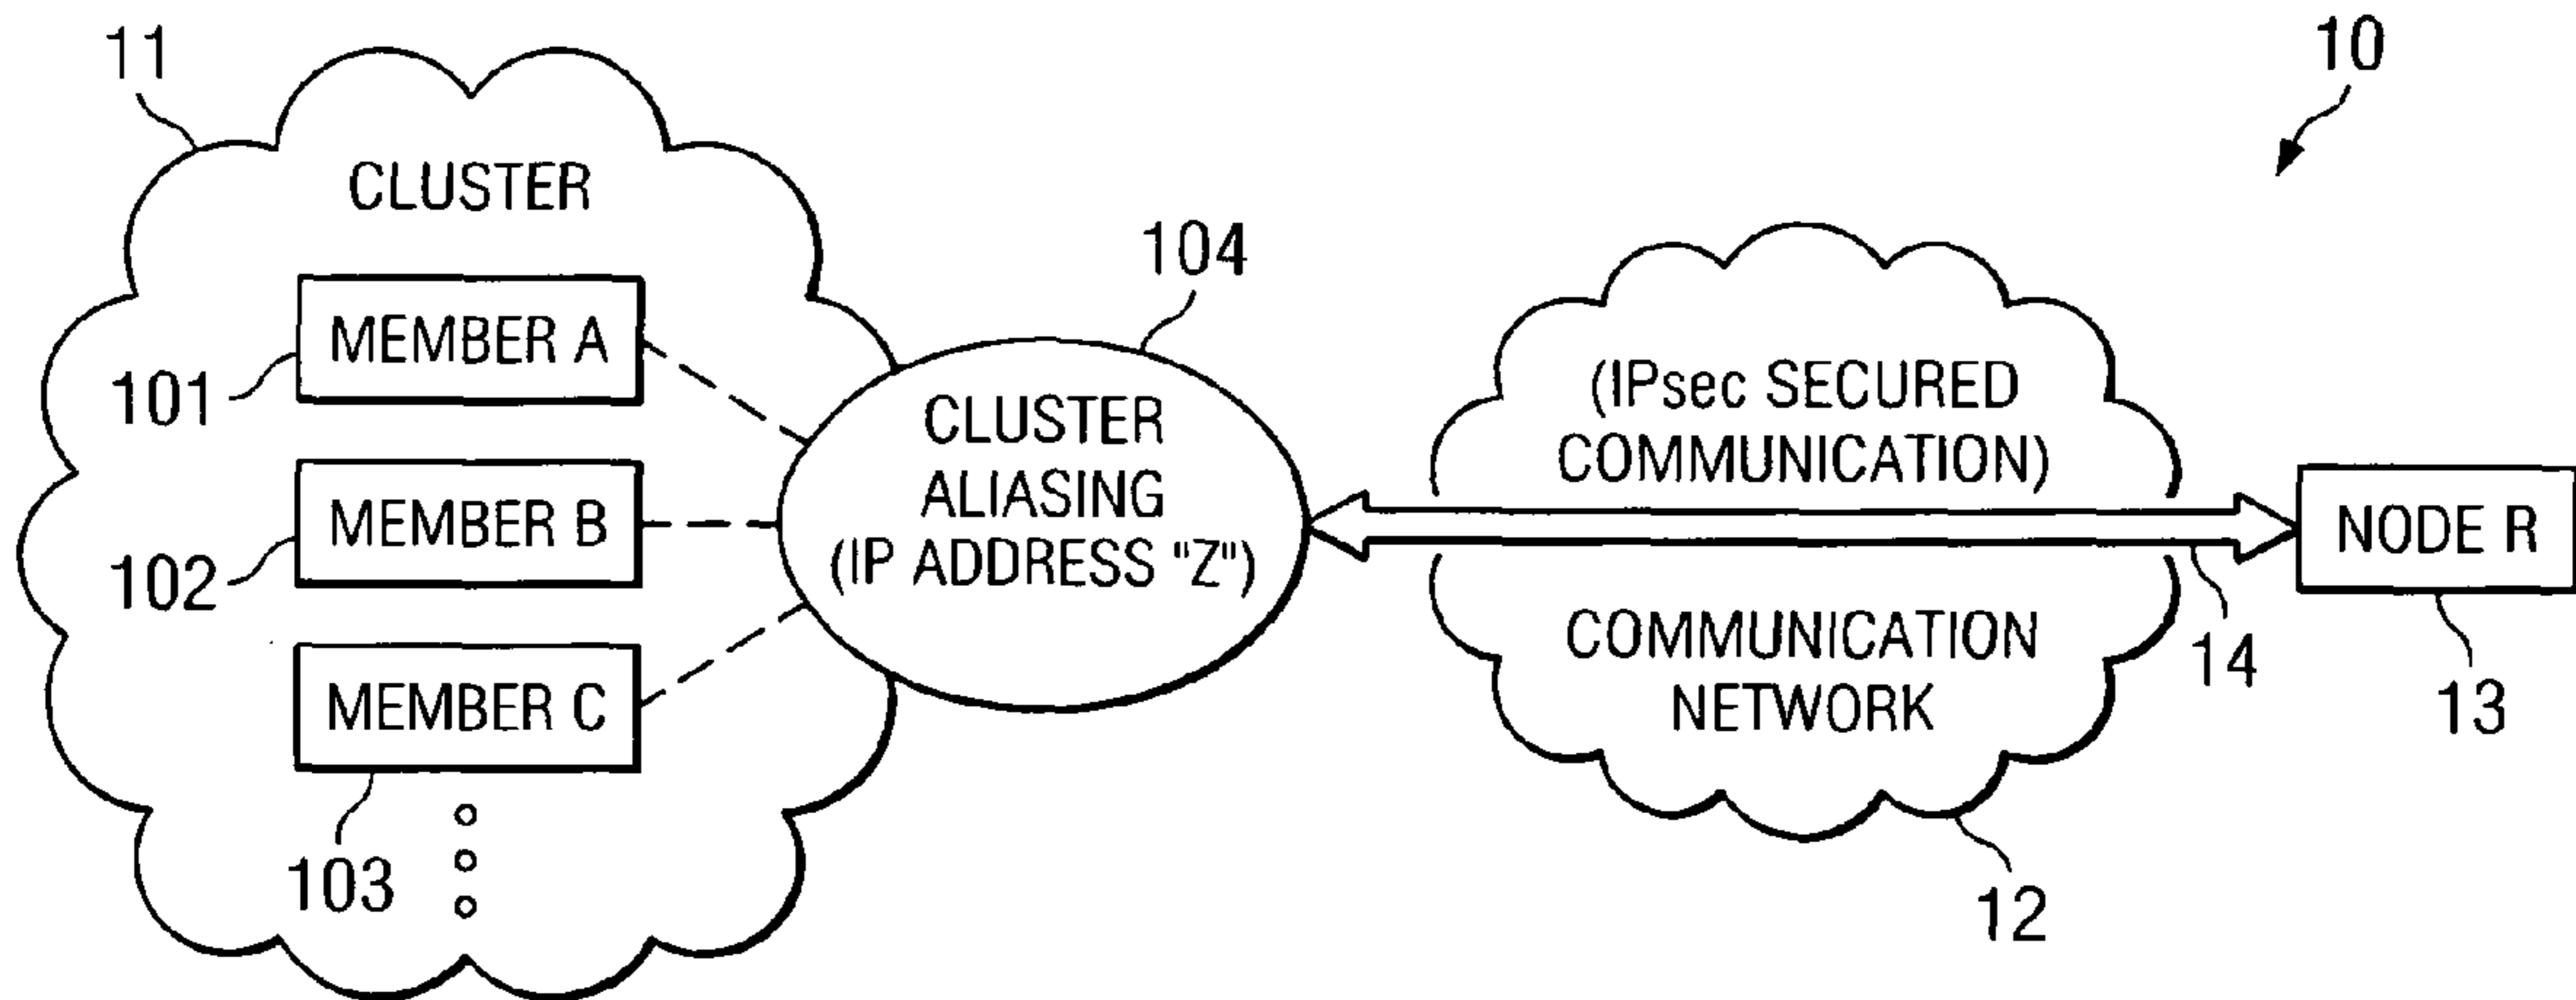 11
10
CLUSTER
104
MEMBER A
101
MEMBER B
102
MEMBER C
103
CLUSTER
ALIASING
(IP ADDRESS "Z")
(IPsec SECURED
COMMUNICATION)
COMMUNICATION
NETWORK
NODE R
14
13
12